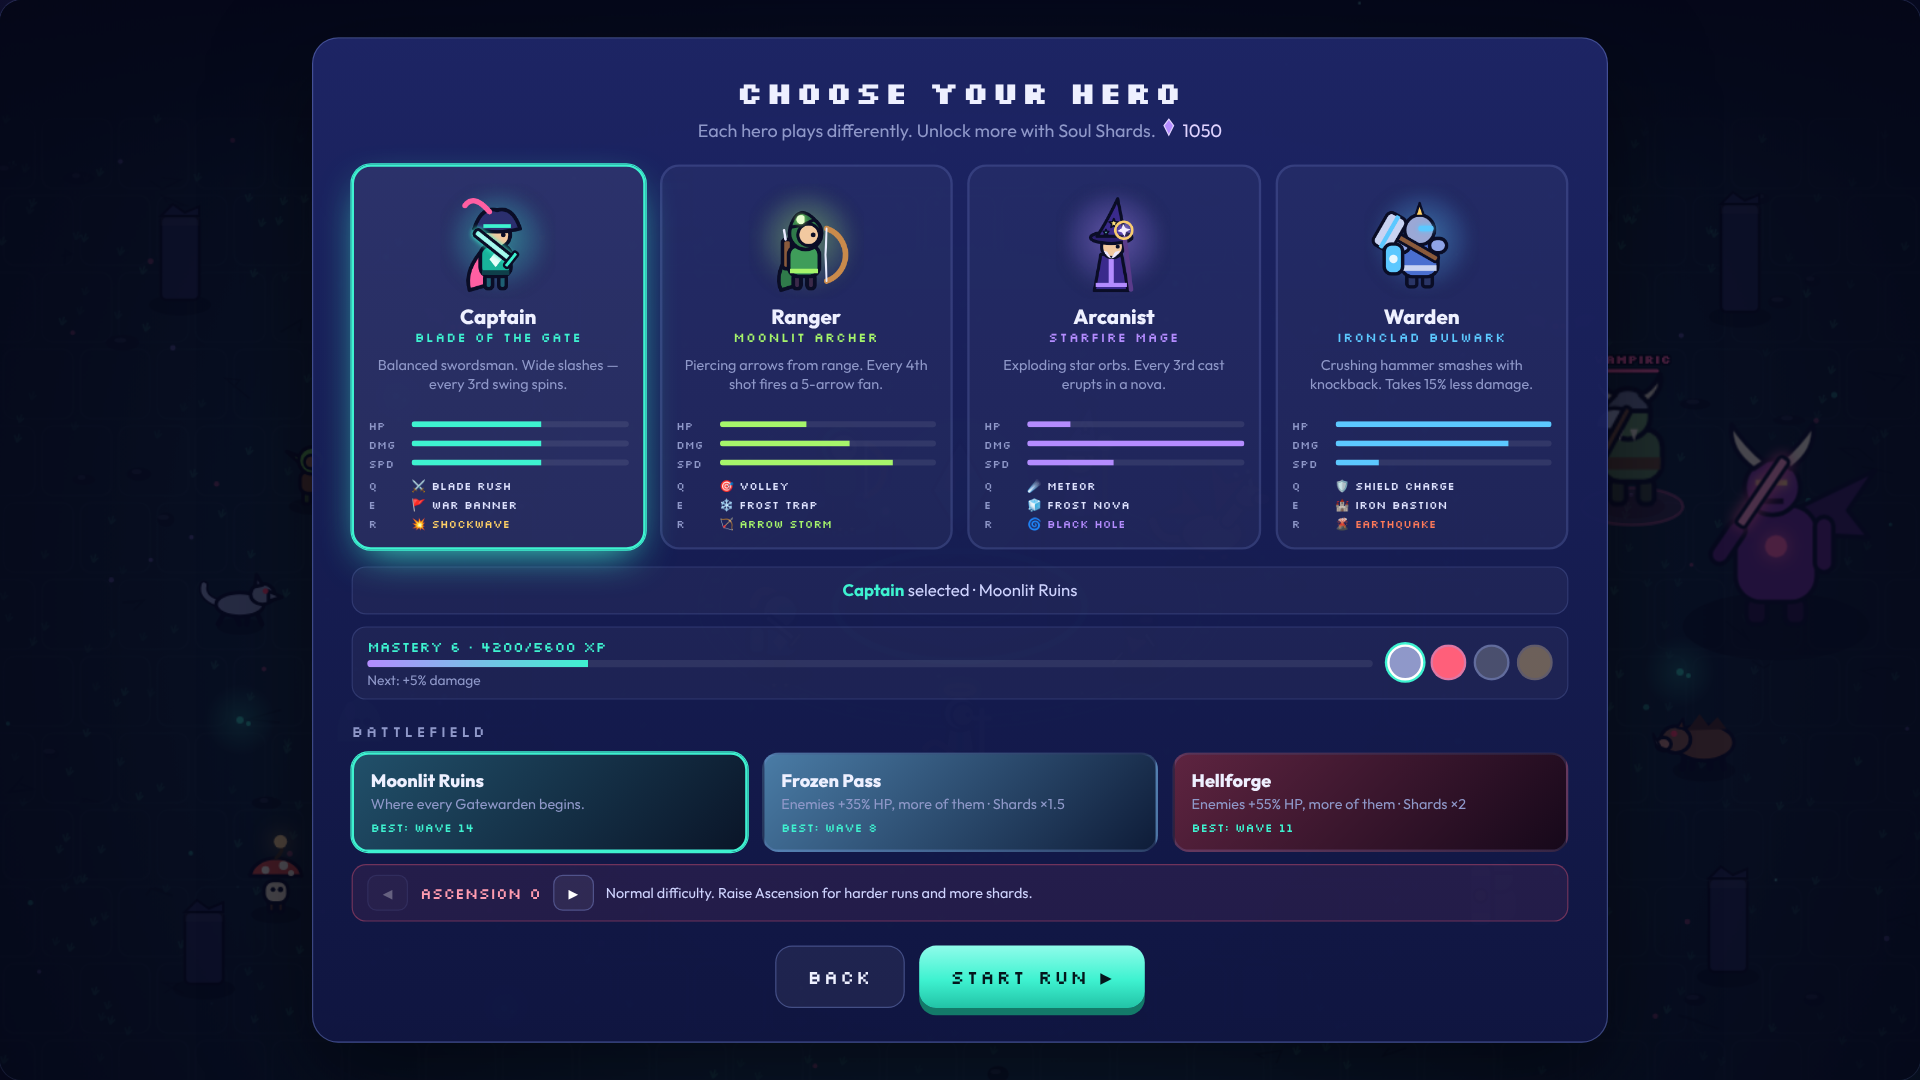 CHOOSE YOUR HERO
Each hero plays differently. Unlock more with Soul Shards. 1050
Captain
BLADE OF THE GATE
Balanced swordsman. Wide slashes —
every 3rd swing spins.
HP
DMG
SPD
Q BLADE RUSH
E WAR BANNER
R SHOCKWAVE
Ranger
MOONLIT ARCHER
Piercing arrows from range. Every 4th
shot fires a 5-arrow fan.
HP
DMG
SPD
Q VOLLEY
E FROST TRAP
R ARROW STORM
Arcanist
STARFIRE MAGE
Exploding star orbs. Every 3rd cast
erupts in a nova.
HP
DMG
SPD
Q METEOR
E FROST NOVA
R BLACK HOLE
Warden
IRONCLAD BULWARK
Crushing hammer smashes with
knockback. Takes 15% less damage.
HP
DMG
SPD
Q SHIELD CHARGE
E IRON BASTION
R EARTHQUAKE
Captain selected · Moonlit Ruins
MASTERY 6 · 4200/5600 XP
Next: +5% damage
BATTLEFIELD
Moonlit Ruins
Where every Gatewarden begins.
BEST: WAVE 14
Frozen Pass
Enemies +35% HP, more of them · Shards ×1.5
BEST: WAVE 8
Hellforge
Enemies +55% HP, more of them · Shards ×2
BEST: WAVE 11
◀ ASCENSION 0 ▶ Normal difficulty. Raise Ascension for harder runs and more shards.
BACK
START RUN ▶